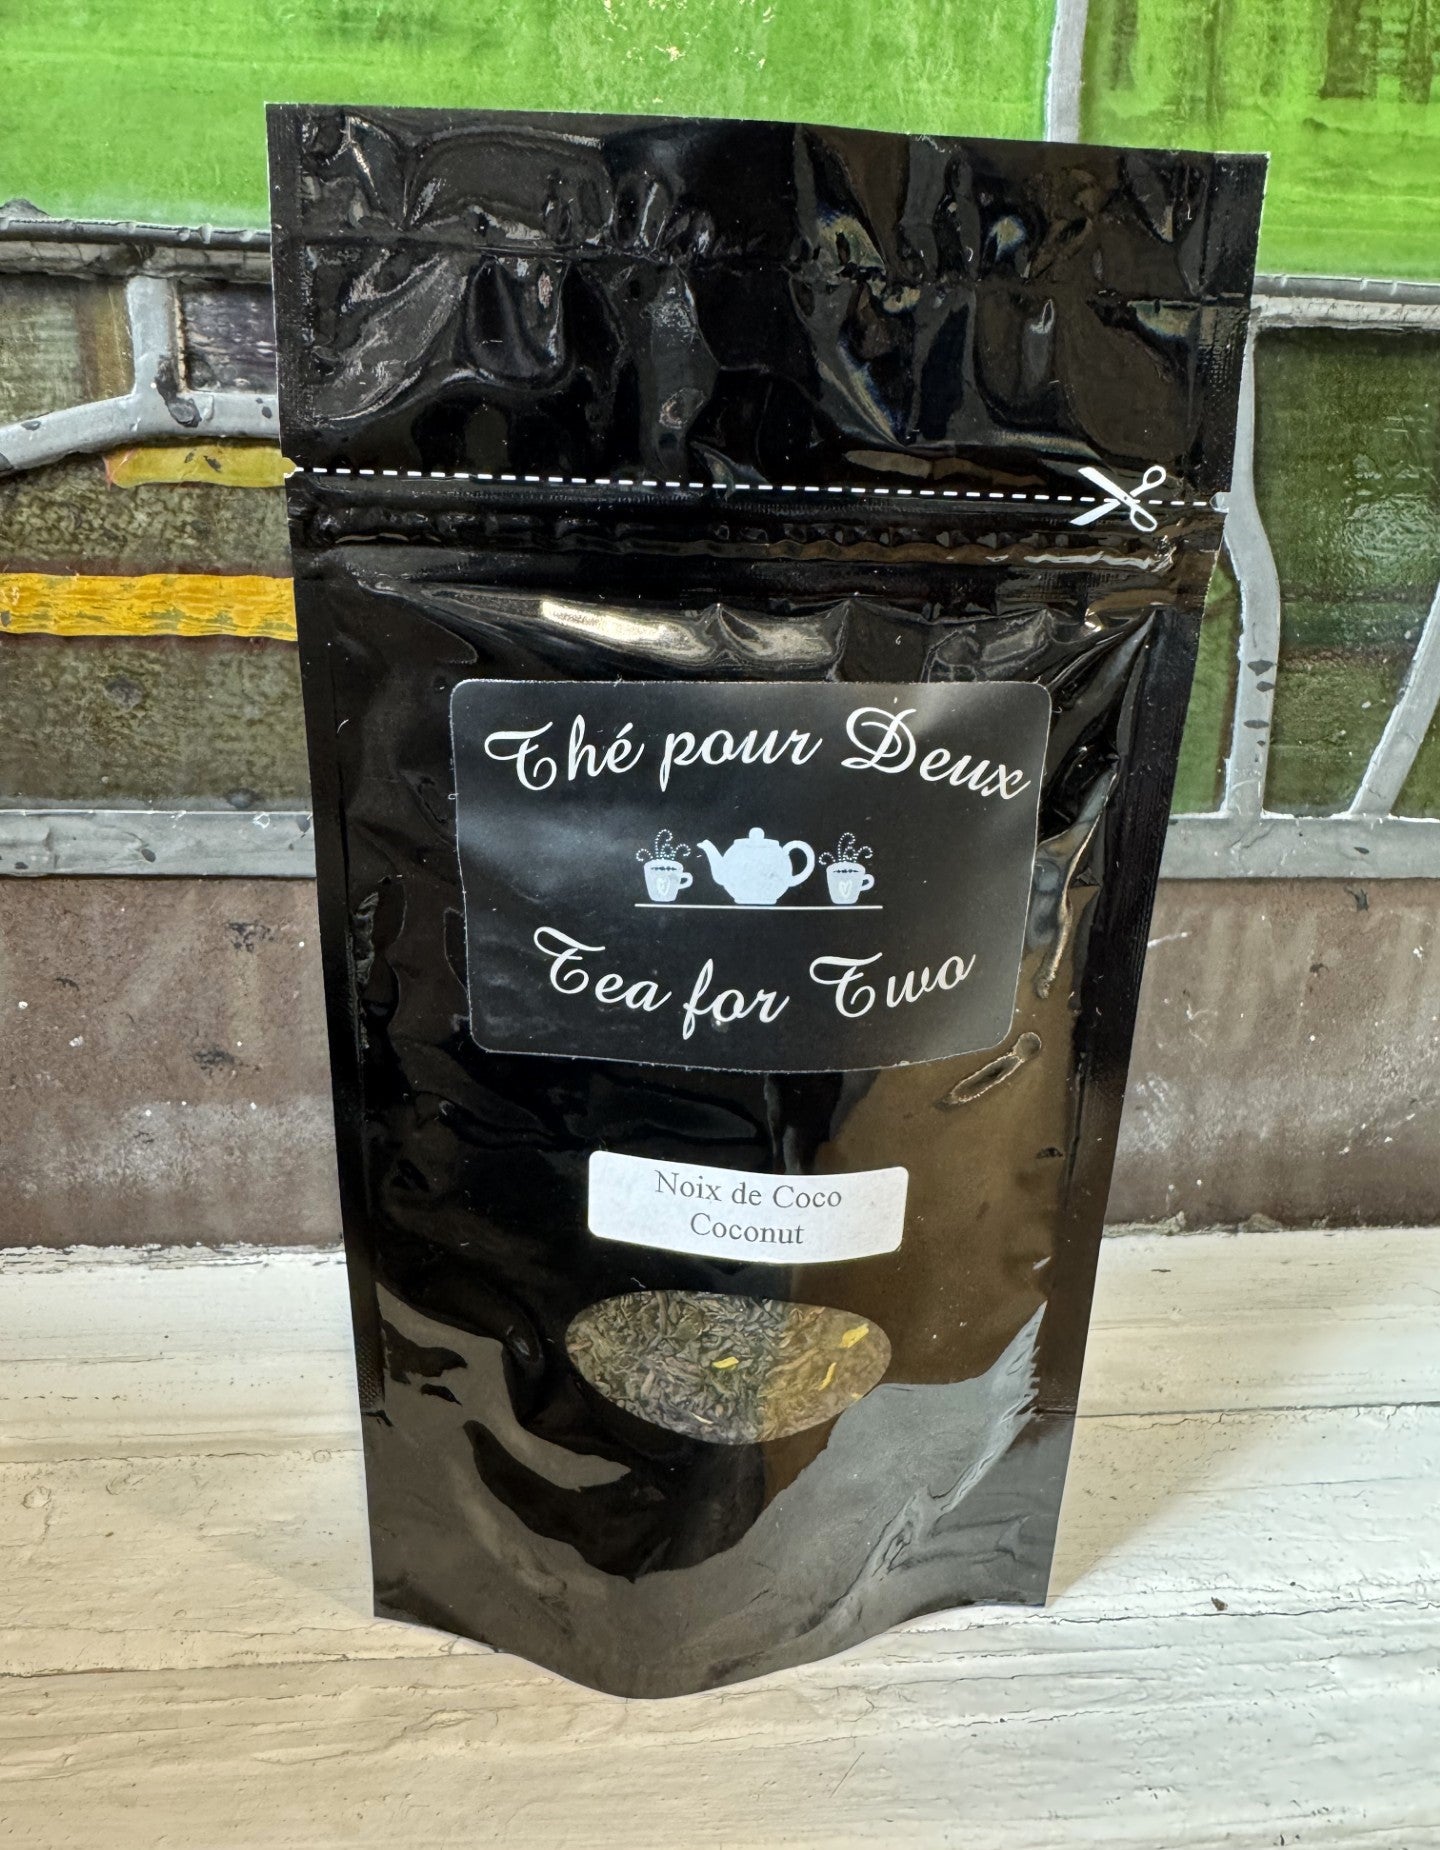 Thé pour Deux
Tea for Two
Noix de Coco
Coconut